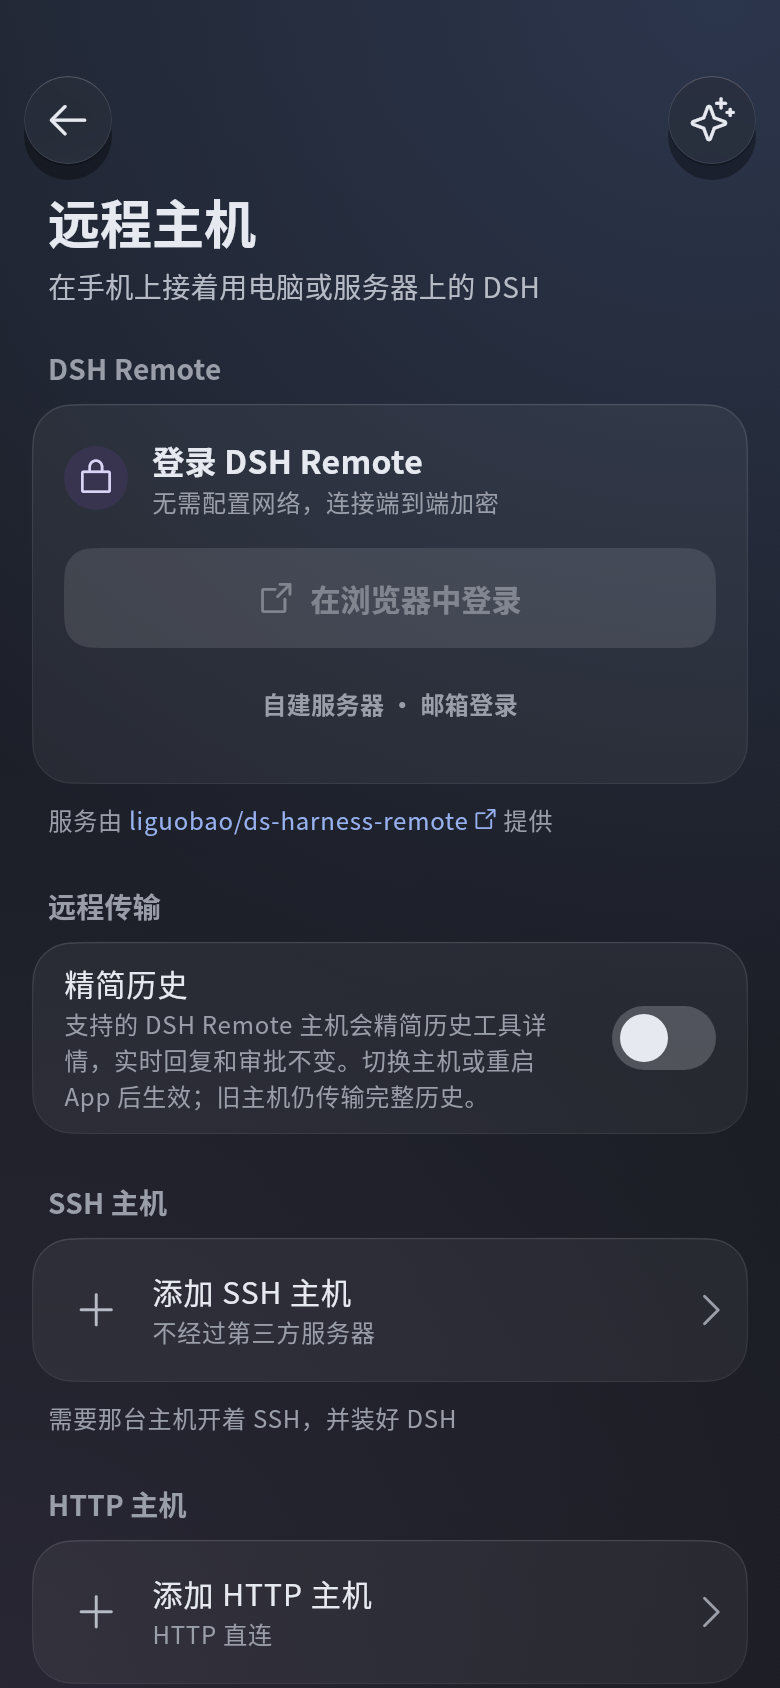 远程主机
在手机上接着用电脑或服务器上的 DSH
DSH Remote
登录 DSH Remote
无需配置网络，连接端到端加密
在浏览器中登录
自建服务器 • 邮箱登录
服务由 liguobao/ds-harness-remote 提供
远程传输
精简历史
支持的 DSH Remote 主机会精简历史工具详
情，实时回复和审批不变。切换主机或重启
App 后生效；旧主机仍传输完整历史。
SSH 主机
添加 SSH 主机
不经过第三方服务器
需要那台主机开着 SSH，并装好 DSH
HTTP 主机
添加 HTTP 主机
HTTP 直连